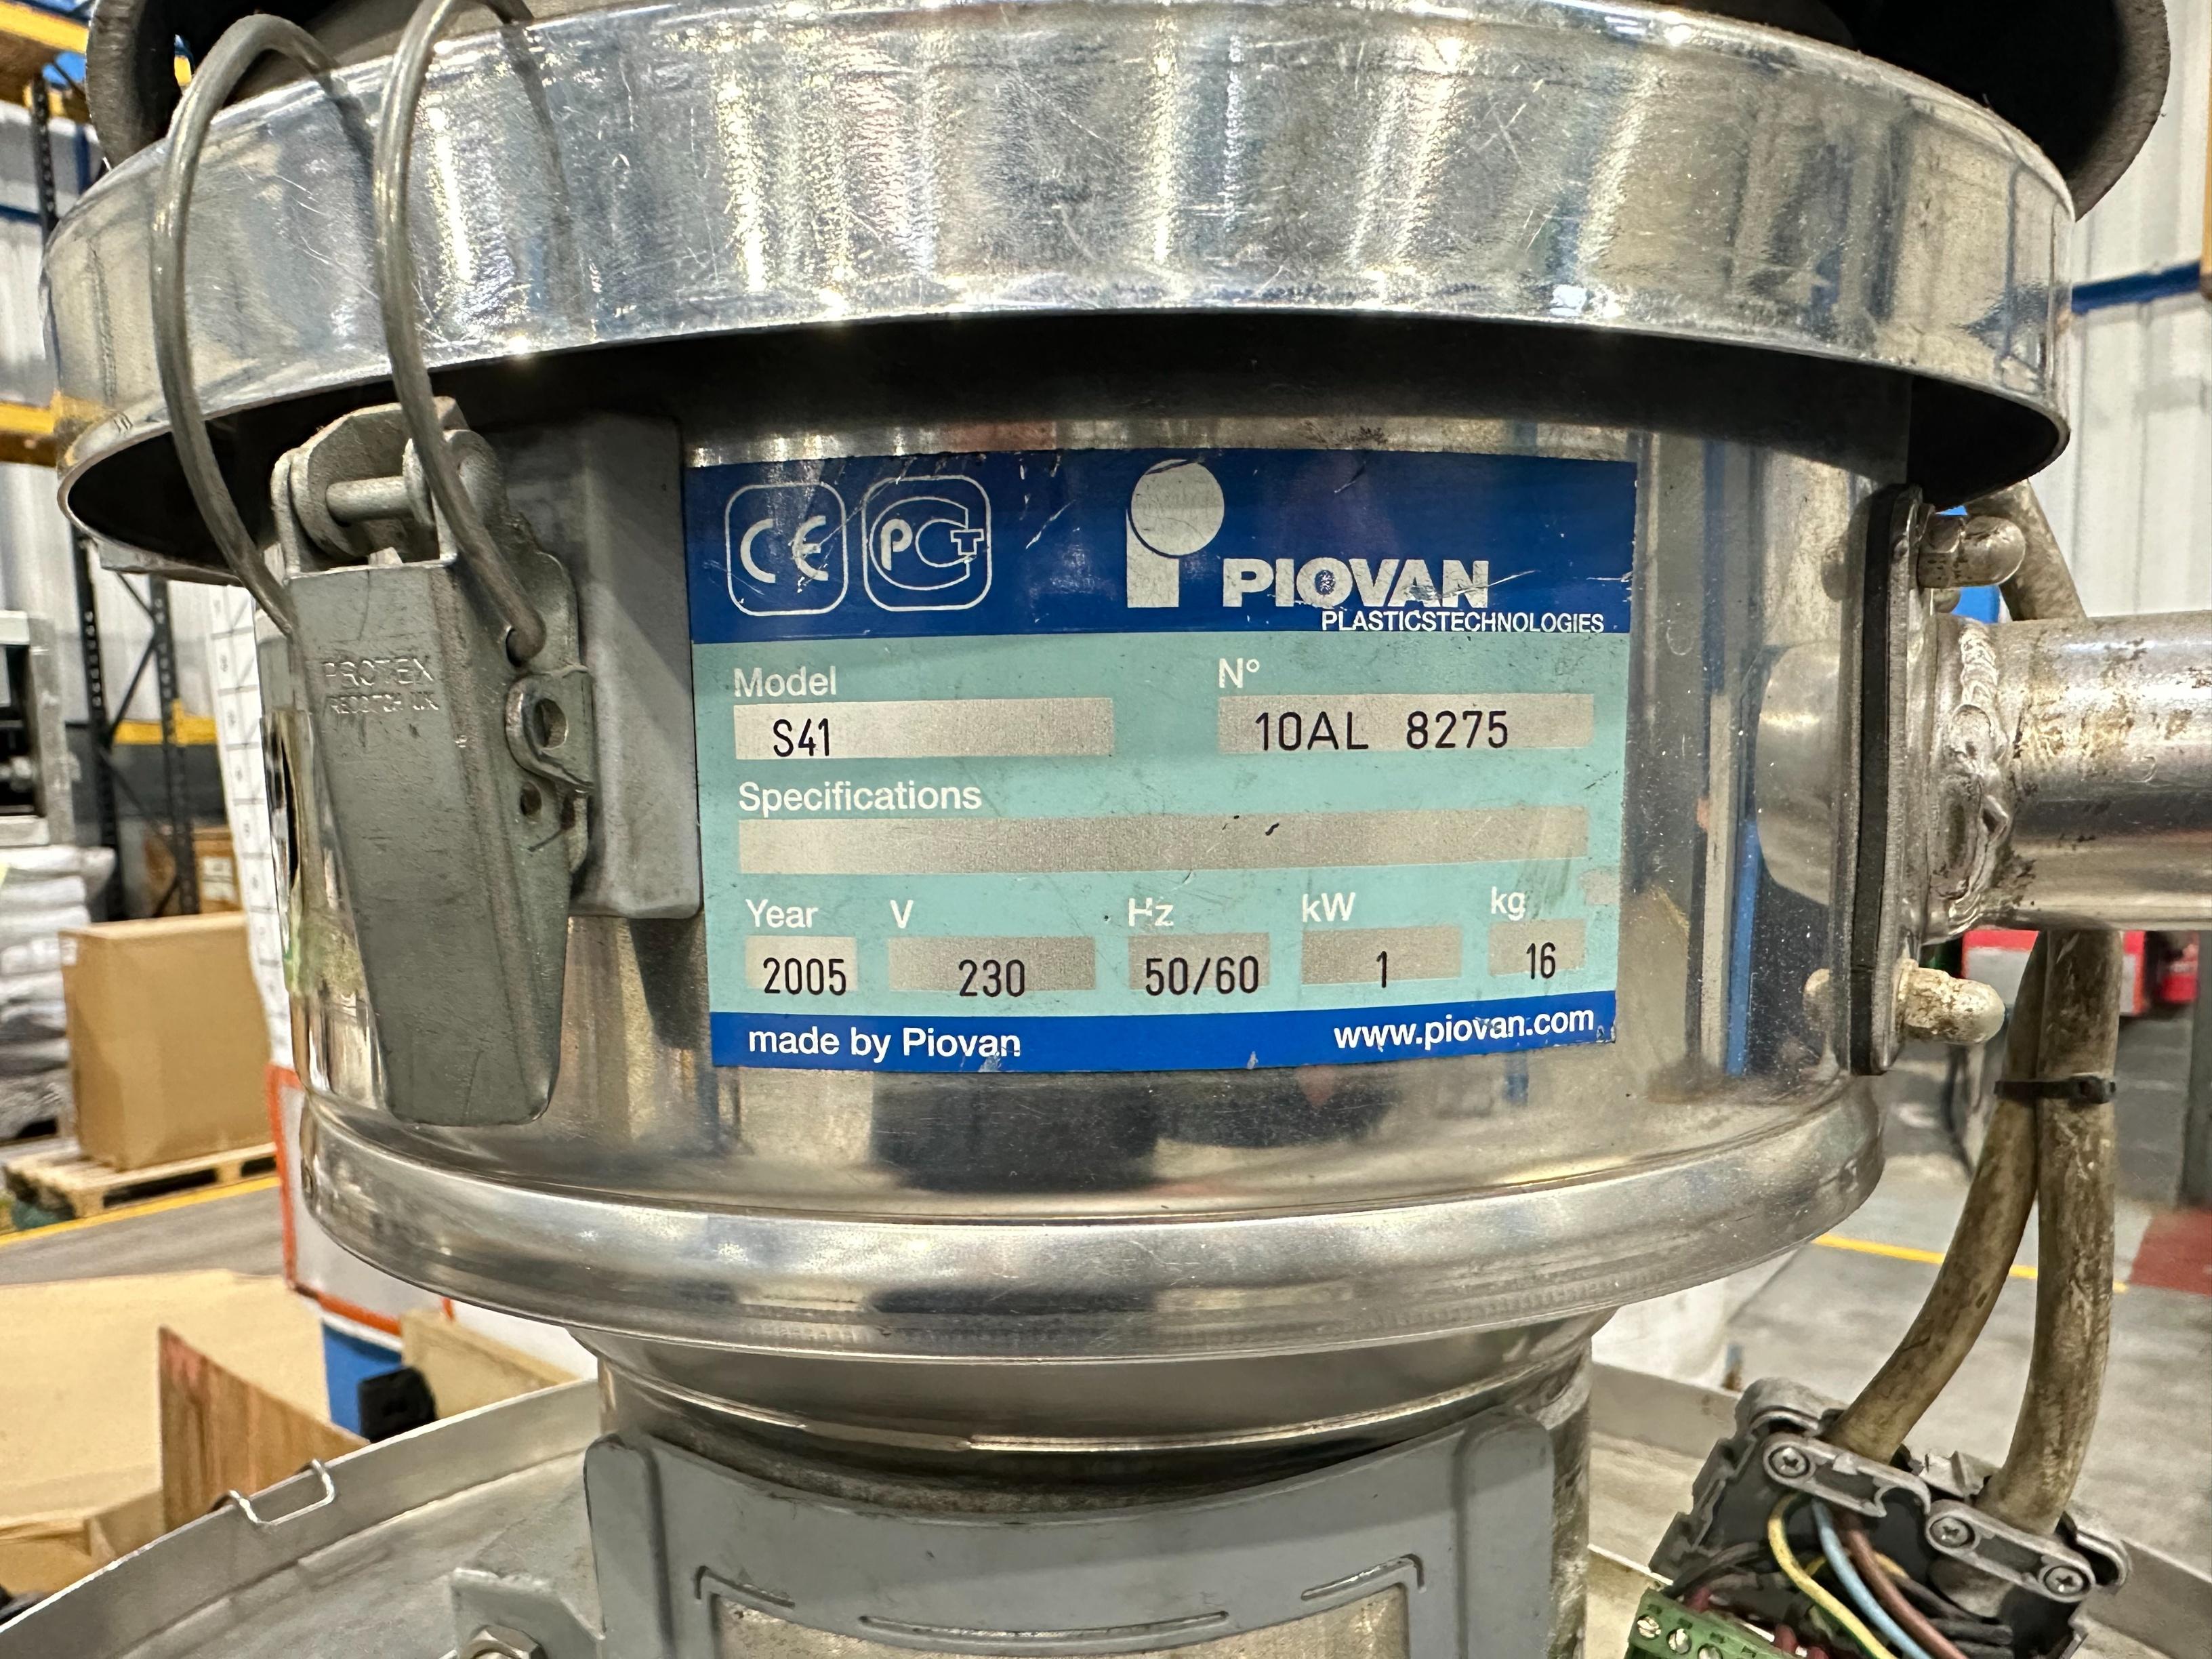 CE PCT
PIOVAN
PLASTICSTECHNOLOGIES
Model N°
S41 10AL 8275
Specifications
Year V Hz kW kg
2005 230 50/60 1 16
made by Piovan www.piovan.com
PROTEX
REDDITCH U.K.